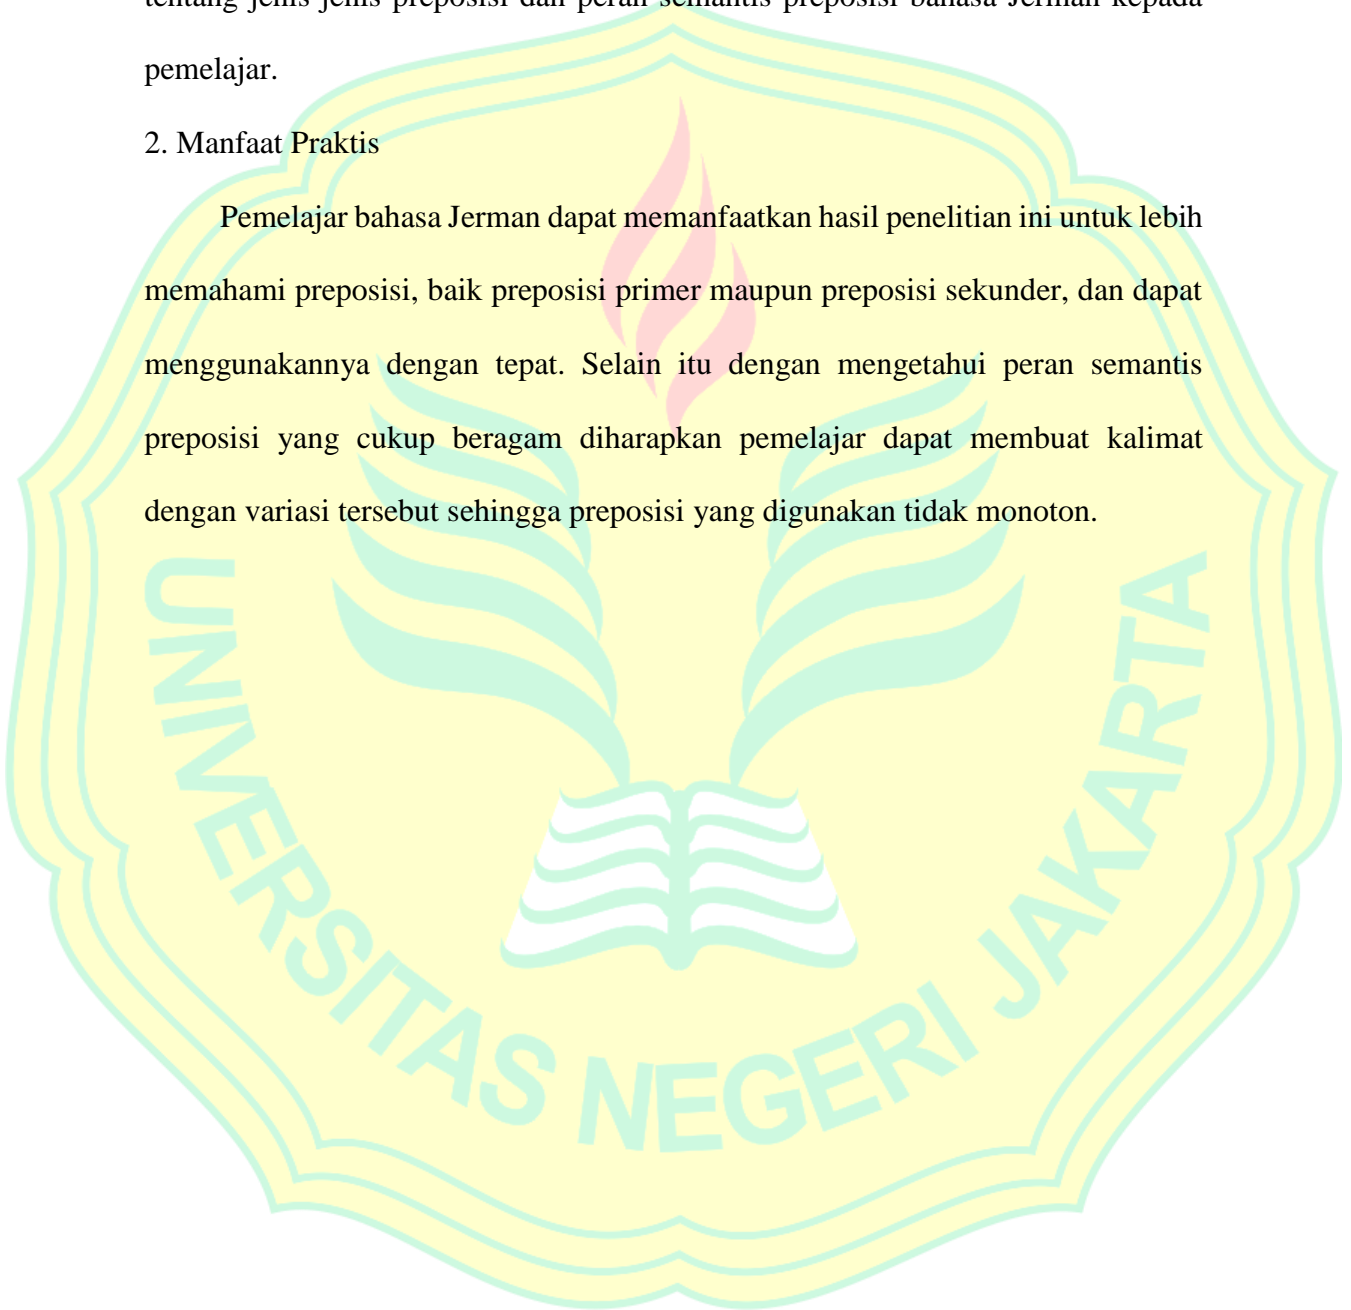 tentang jenis-jenis preposisi dan peran semantis preposisi bahasa Jerman kepada
pemelajar.
2. Manfaat Praktis
Pemelajar bahasa Jerman dapat memanfaatkan hasil penelitian ini untuk lebih
memahami preposisi, baik preposisi primer maupun preposisi sekunder, dan dapat
menggunakannya dengan tepat. Selain itu dengan mengetahui peran semantis
preposisi yang cukup beragam diharapkan pemelajar dapat membuat kalimat
dengan variasi tersebut sehingga preposisi yang digunakan tidak monoton.
UNIVERSITAS NEGERI JAKARTA